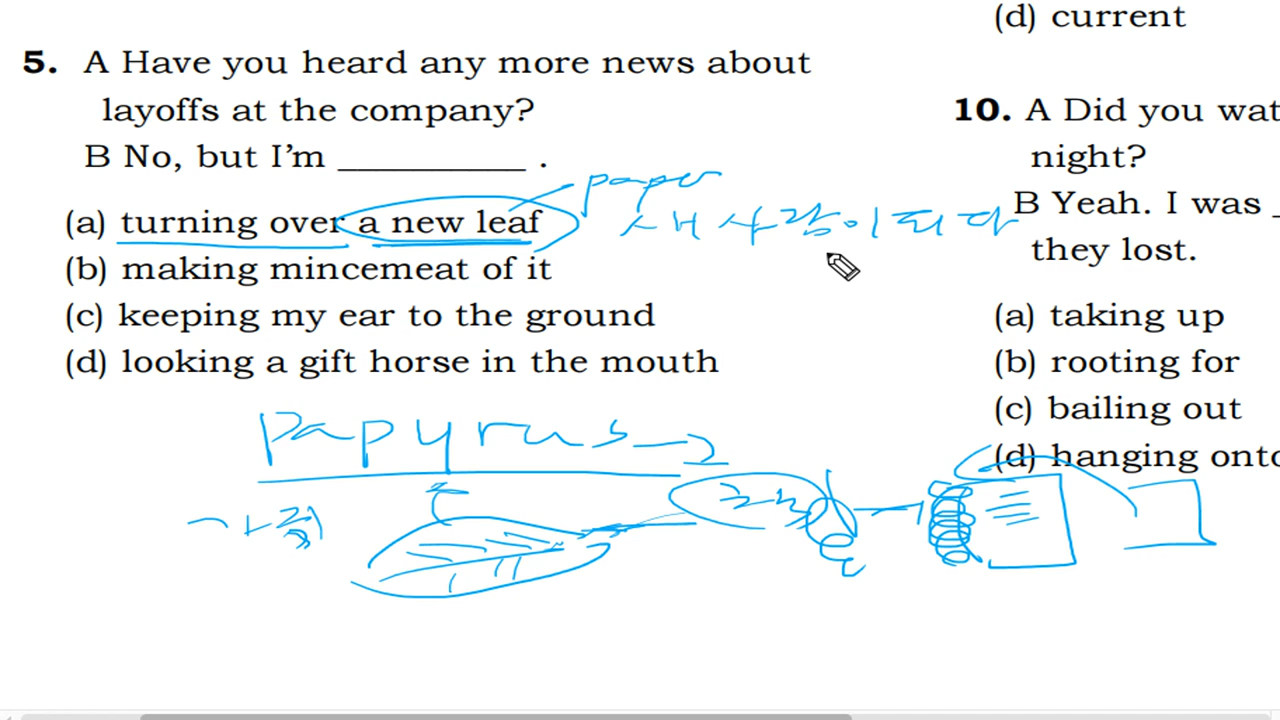 (d) current
5. A Have you heard any more news about
layoffs at the company?
B No, but I'm __________ .
(a) turning over a new leaf
paper
새 사람이 되다
(b) making mincemeat of it
(c) keeping my ear to the ground
(d) looking a gift horse in the mouth
papyrus
10. A Did you wat
night?
B Yeah. I was _
they lost.
(a) taking up
(b) rooting for
(c) bailing out
(d) hanging onto